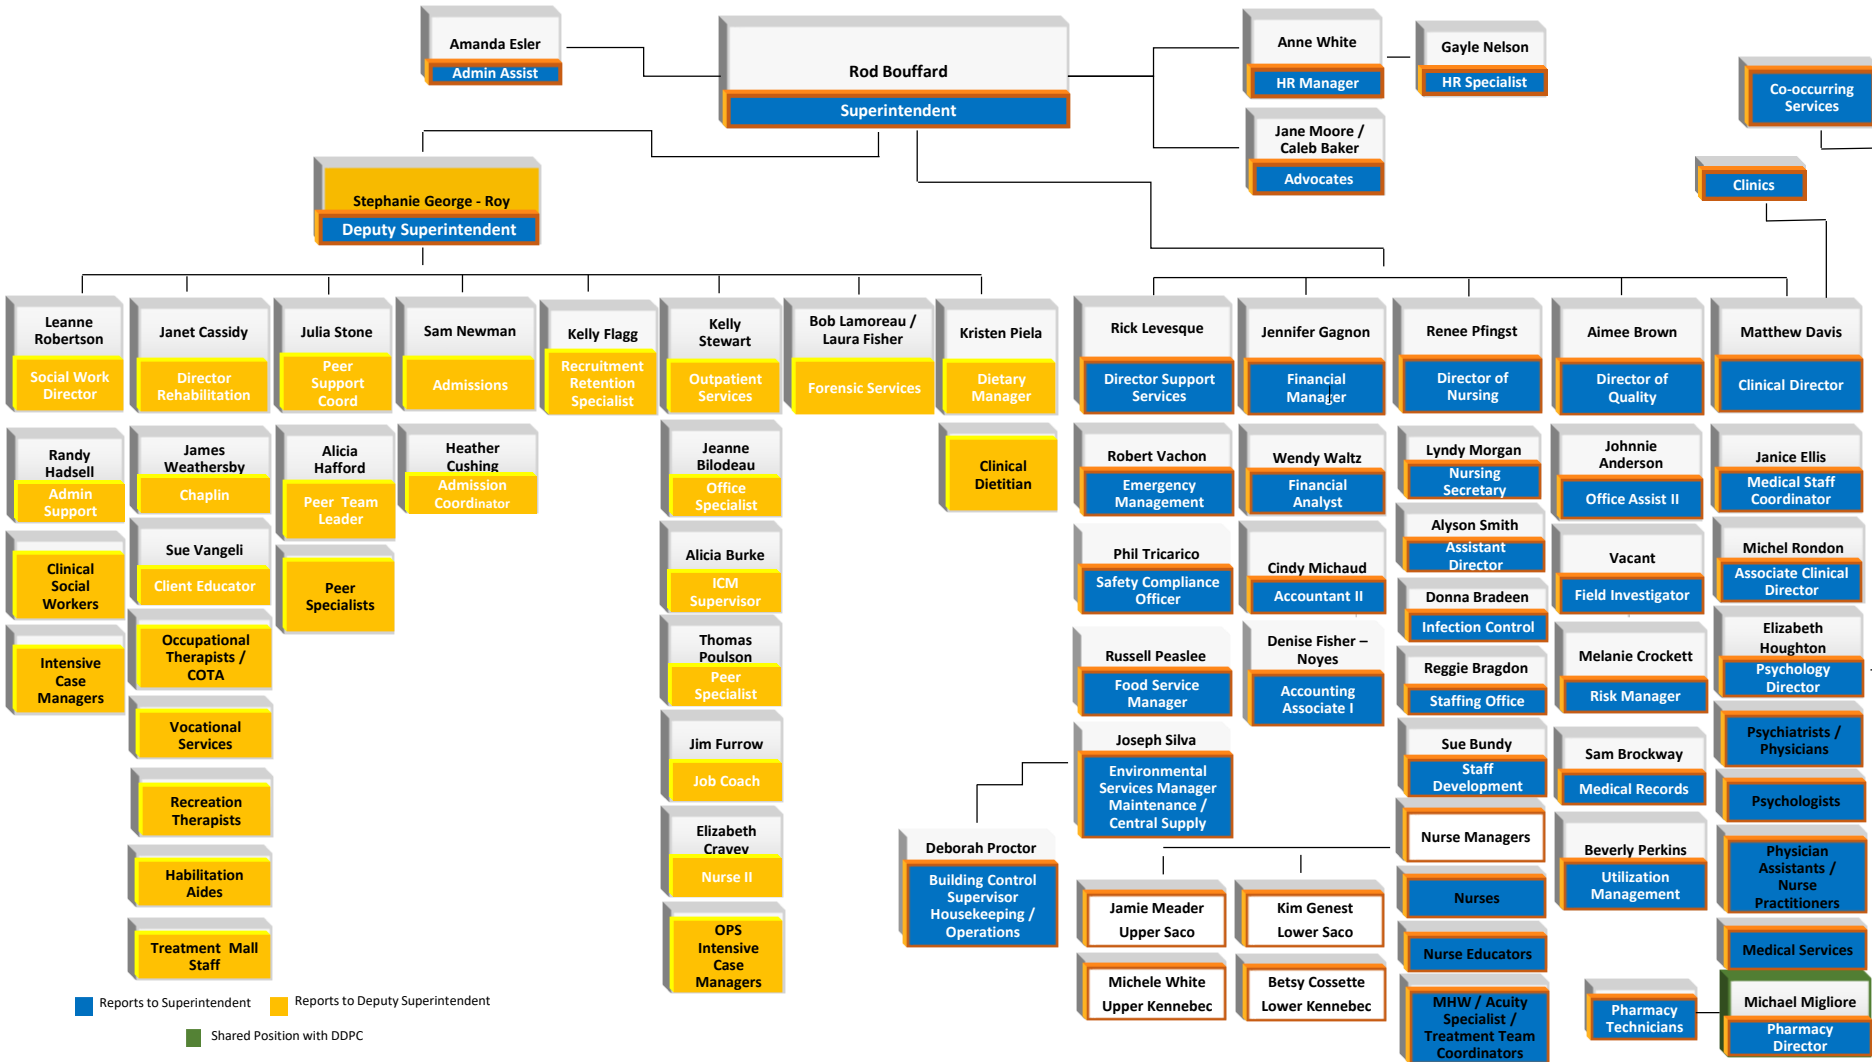 Amanda Esler
Admin Assist
Rod Bouffard
Superintendent
Anne White
HR Manager
Gayle Nelson
HR Specialist
Jane Moore /
Caleb Baker
Advocates
Co-occurring
Services
Clinics
Stephanie George - Roy
Deputy Superintendent
Leanne
Robertson
Social Work
Director
Randy
Hadsell
Admin
Support
Clinical
Social
Workers
Intensive
Case
Managers
Janet Cassidy
Director
Rehabilitation
James
Weathersby
Chaplin
Sue Vangeli
Client Educator
Occupational
Therapists /
COTA
Vocational
Services
Recreation
Therapists
Habilitation
Aides
Treatment Mall
Staff
Julia Stone
Peer
Support
Coord
Alicia
Hafford
Peer Team
Leader
Peer
Specialists
Sam Newman
Admissions
Heather
Cushing
Admission
Coordinator
Kelly Flagg
Recruitment
Retention
Specialist
Kelly
Stewart
Outpatient
Services
Jeanne
Bilodeau
Office
Specialist
Alicia Burke
ICM
Supervisor
Thomas
Poulson
Peer
Specialist
Jim Furrow
Job Coach
Elizabeth
Cravey
Nurse II
OPS
Intensive
Case
Managers
Bob Lamoreau /
Laura Fisher
Forensic Services
Kristen Piela
Dietary
Manager
Clinical
Dietitian
Rick Levesque
Director Support
Services
Robert Vachon
Emergency
Management
Phil Tricarico
Safety Compliance
Officer
Russell Peaslee
Food Service
Manager
Joseph Silva
Environmental
Services Manager
Maintenance /
Central Supply
Deborah Proctor
Building Control
Supervisor
Housekeeping /
Operations
Jennifer Gagnon
Financial
Manager
Wendy Waltz
Financial
Analyst
Cindy Michaud
Accountant II
Denise Fisher –
Noyes
Accounting
Associate I
Renee Pfingst
Director of
Nursing
Lyndy Morgan
Nursing
Secretary
Alyson Smith
Assistant
Director
Donna Bradeen
Infection Control
Reggie Bragdon
Staffing Office
Sue Bundy
Staff
Development
Nurse Managers
Jamie Meader
Upper Saco
Kim Genest
Lower Saco
Michele White
Upper Kennebec
Betsy Cossette
Lower Kennebec
Nurses
Nurse Educators
MHW / Acuity
Specialist /
Treatment Team
Coordinators
Aimee Brown
Director of
Quality
Johnnie
Anderson
Office Assist II
Vacant
Field Investigator
Melanie Crockett
Risk Manager
Sam Brockway
Medical Records
Beverly Perkins
Utilization
Management
Matthew Davis
Clinical Director
Janice Ellis
Medical Staff
Coordinator
Michel Rondon
Associate Clinical
Director
Elizabeth
Houghton
Psychology
Director
Psychiatrists /
Physicians
Psychologists
Physician
Assistants /
Nurse
Practitioners
Medical Services
Michael Migliore
Pharmacy
Director
Pharmacy
Technicians
Reports to Superintendent
Reports to Deputy Superintendent
Shared Position with DDPC